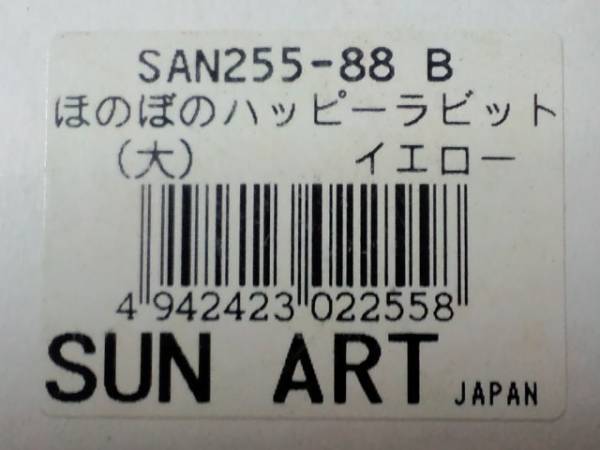 SAN255-88 B
ほのぼのハッピーラビット
(大) イエロー
4 942423 022558
SUN ART JAPAN